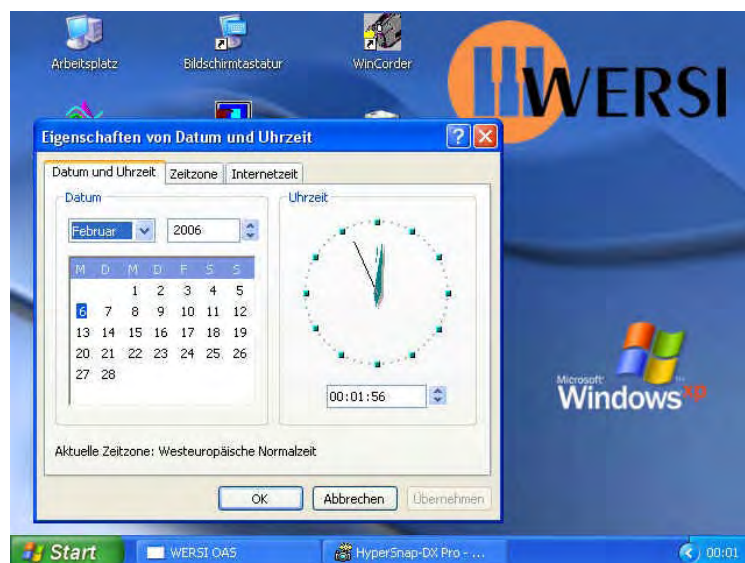 Arbeitsplatz
Bildschirmtastatur
WinCorder
WERSI
Eigenschaften von Datum und Uhrzeit
Datum und Uhrzeit
Zeitzone
Internetzeit
Datum
Uhrzeit
Februar
2006
M D M D F S S
1 2 3 4 5
6 7 8 9 10 11 12
13 14 15 16 17 18 19
20 21 22 23 24 25 26
27 28
00:01:56
Microsoft
Windows xp
Aktuelle Zeitzone: Westeuropäische Normalzeit
OK
Abbrechen
Übernehmen
Start
WERSI OAS
HyperSnap-DX Pro - ...
00:01